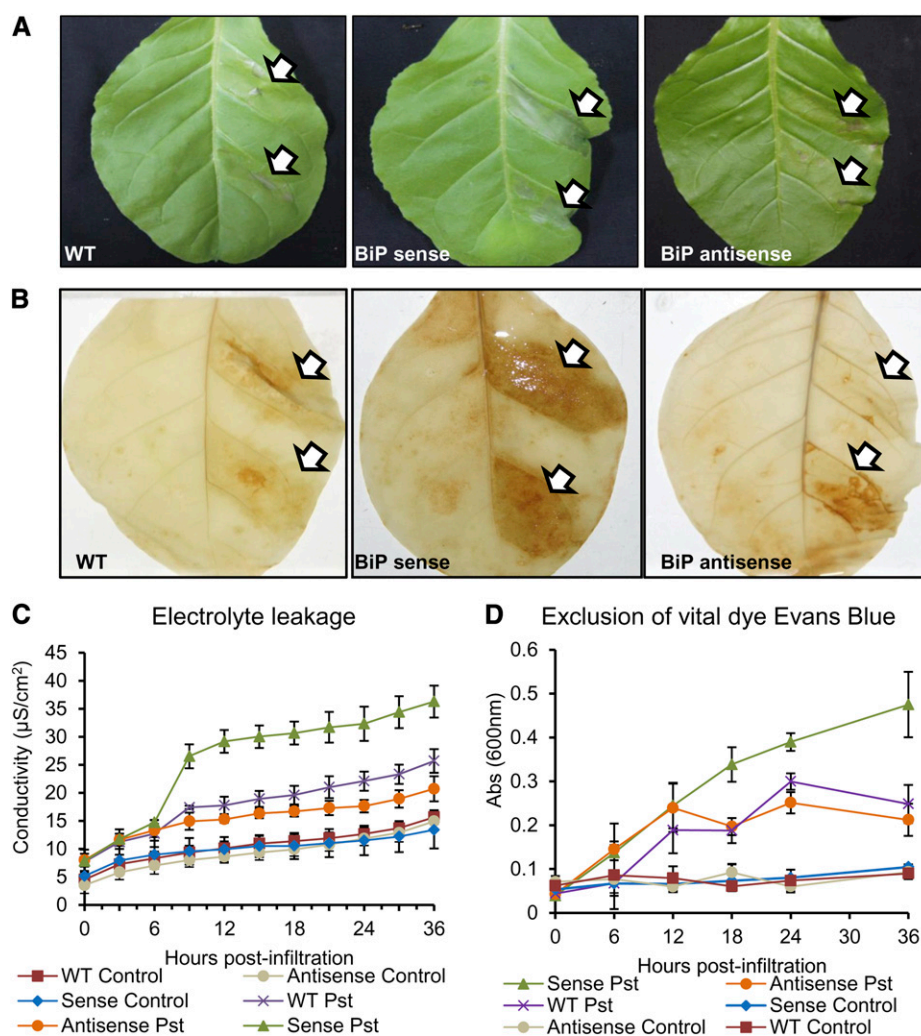 A
WT
BiP sense
BiP antisense
B
WT
BiP sense
BiP antisense
C
Electrolyte leakage
Conductivity (µS/cm²)
45
40
35
30
25
20
15
10
5
0
0 6 12 18 24 36
Hours post-infiltration
WT Control
Antisense Control
Sense Control
WT Pst
Antisense Pst
Sense Pst
D
Exclusion of vital dye Evans Blue
Abs (600nm)
0.6
0.5
0.4
0.3
0.2
0.1
0
0 6 12 18 24 30 36
Hours post-infiltration
Sense Pst
Antisense Pst
WT Pst
Sense Control
Antisense Control
WT Control